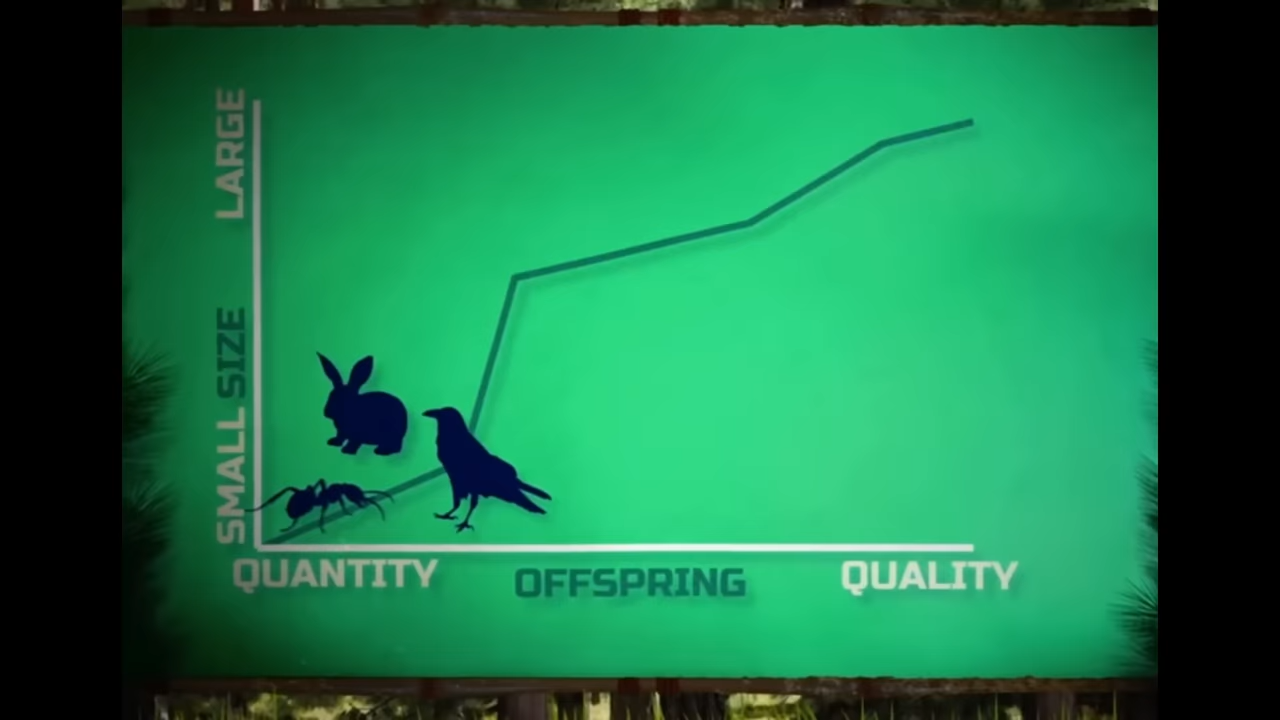 LARGE
SIZE
SMALL
QUANTITY
OFFSPRING
QUALITY